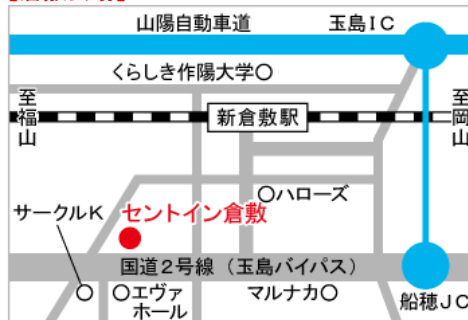 山陽自動車道
玉島IC
くらしき作陽大学
至福山
新倉敷駅
至岡山
ハローズ
サークルK
セントイン倉敷
国道2号線（玉島バイパス）
エヴァ
ホール
マルナカ
船穂JC